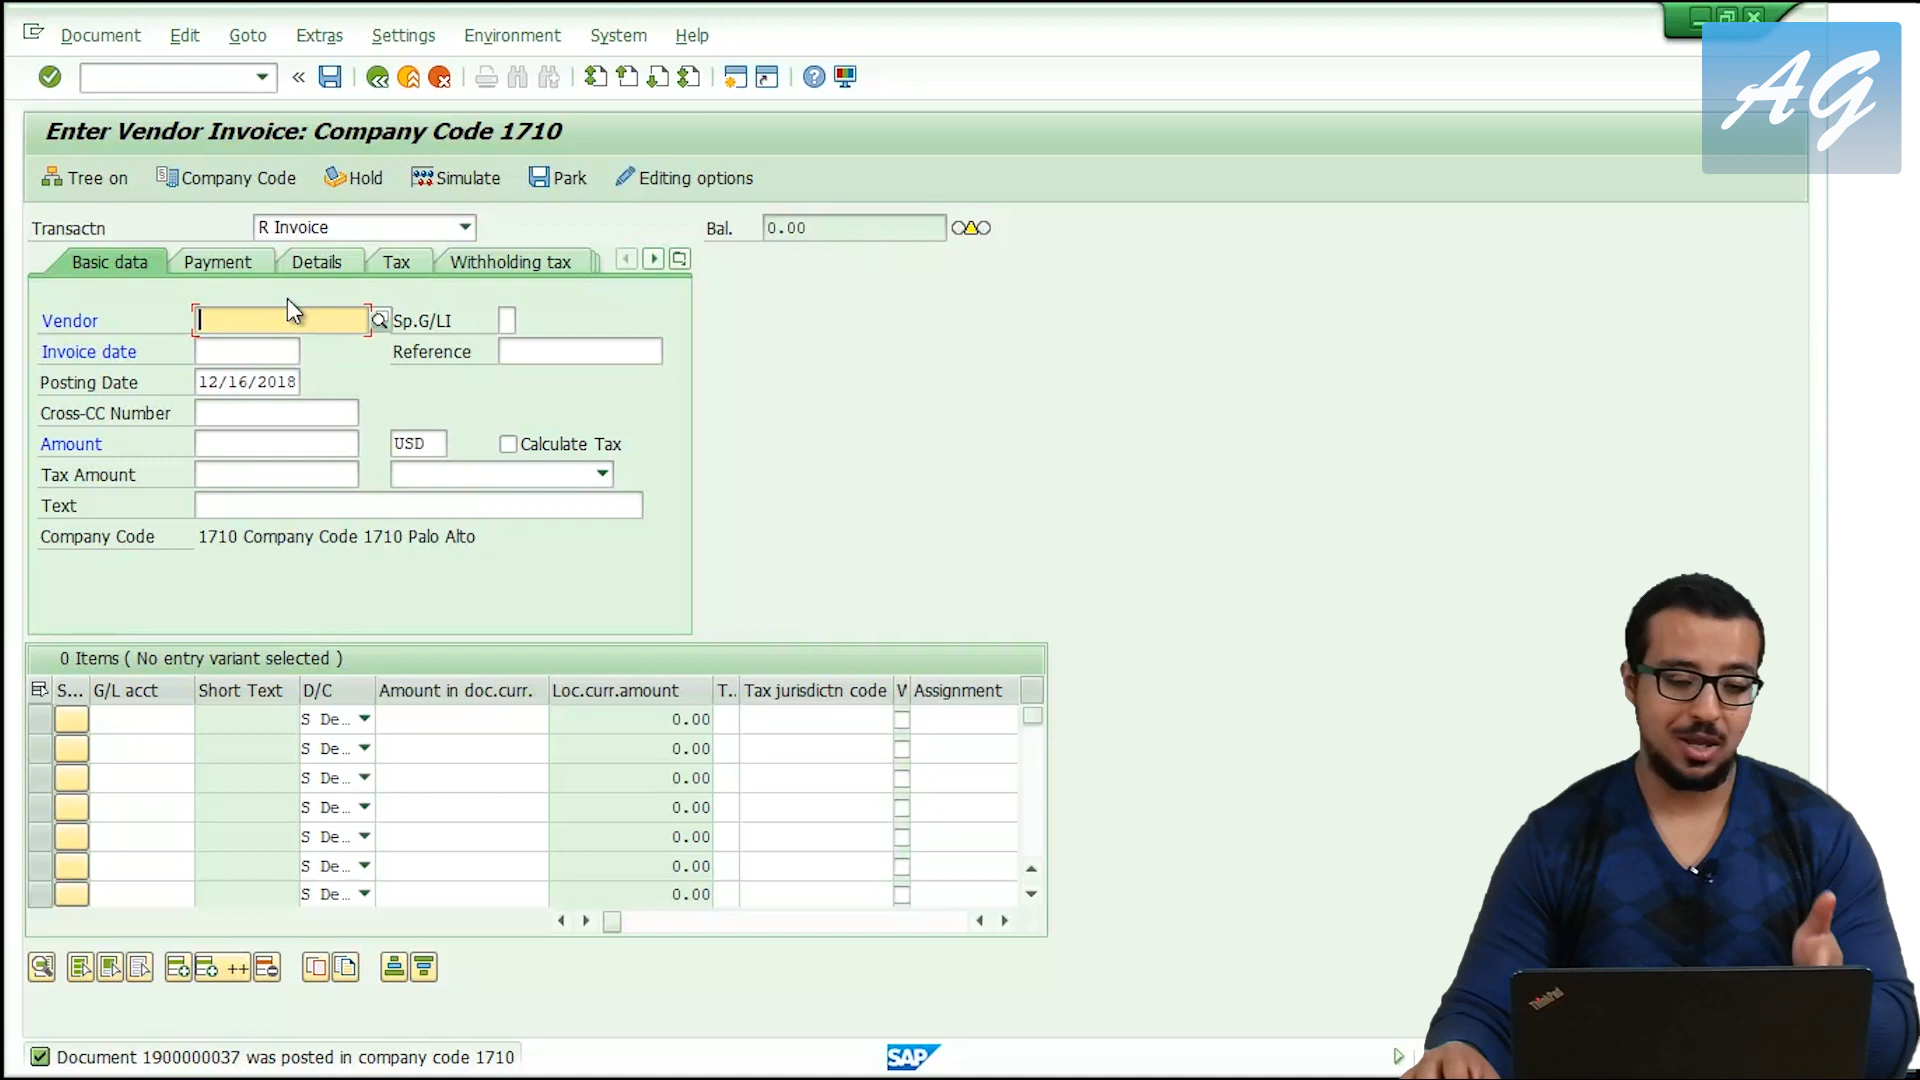 Document Edit Goto Extras Settings Environment System Help
AG
Enter Vendor Invoice: Company Code 1710
Tree on Company Code Hold Simulate Park Editing options
Transactn R Invoice Bal. 0.00
Basic data Payment Details Tax Withholding tax
Vendor Sp.G/LI
Invoice date Reference
Posting Date 12/16/2018
Cross-CC Number
Amount USD Calculate Tax
Tax Amount
Text
Company Code 1710 Company Code 1710 Palo Alto
0 Items ( No entry variant selected )
S... G/L acct Short Text D/C Amount in doc.curr. Loc.curr.amount T.. Tax jurisdictn code V Assignment
S De... 0.00
S De... 0.00
S De... 0.00
S De... 0.00
S De... 0.00
S De... 0.00
S De... 0.00
ThinkPad
Document 1900000037 was posted in company code 1710
SAP